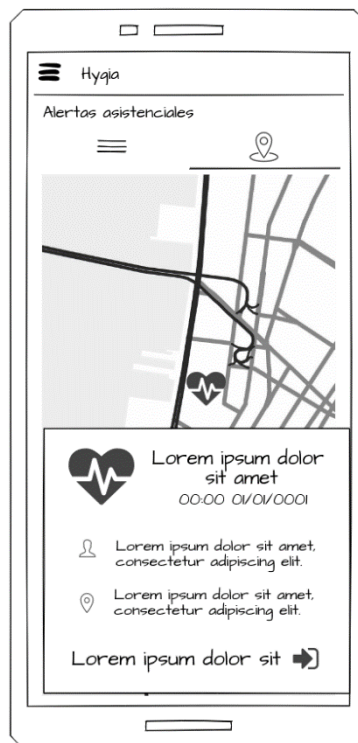 Hygia
Alertas asistenciales
Lorem ipsum dolor
sit amet
00:00 01/01/0001
Lorem ipsum dolor sit amet,
consectetur adipiscing elit.
Lorem ipsum dolor sit amet,
consectetur adipiscing elit.
Lorem ipsum dolor sit